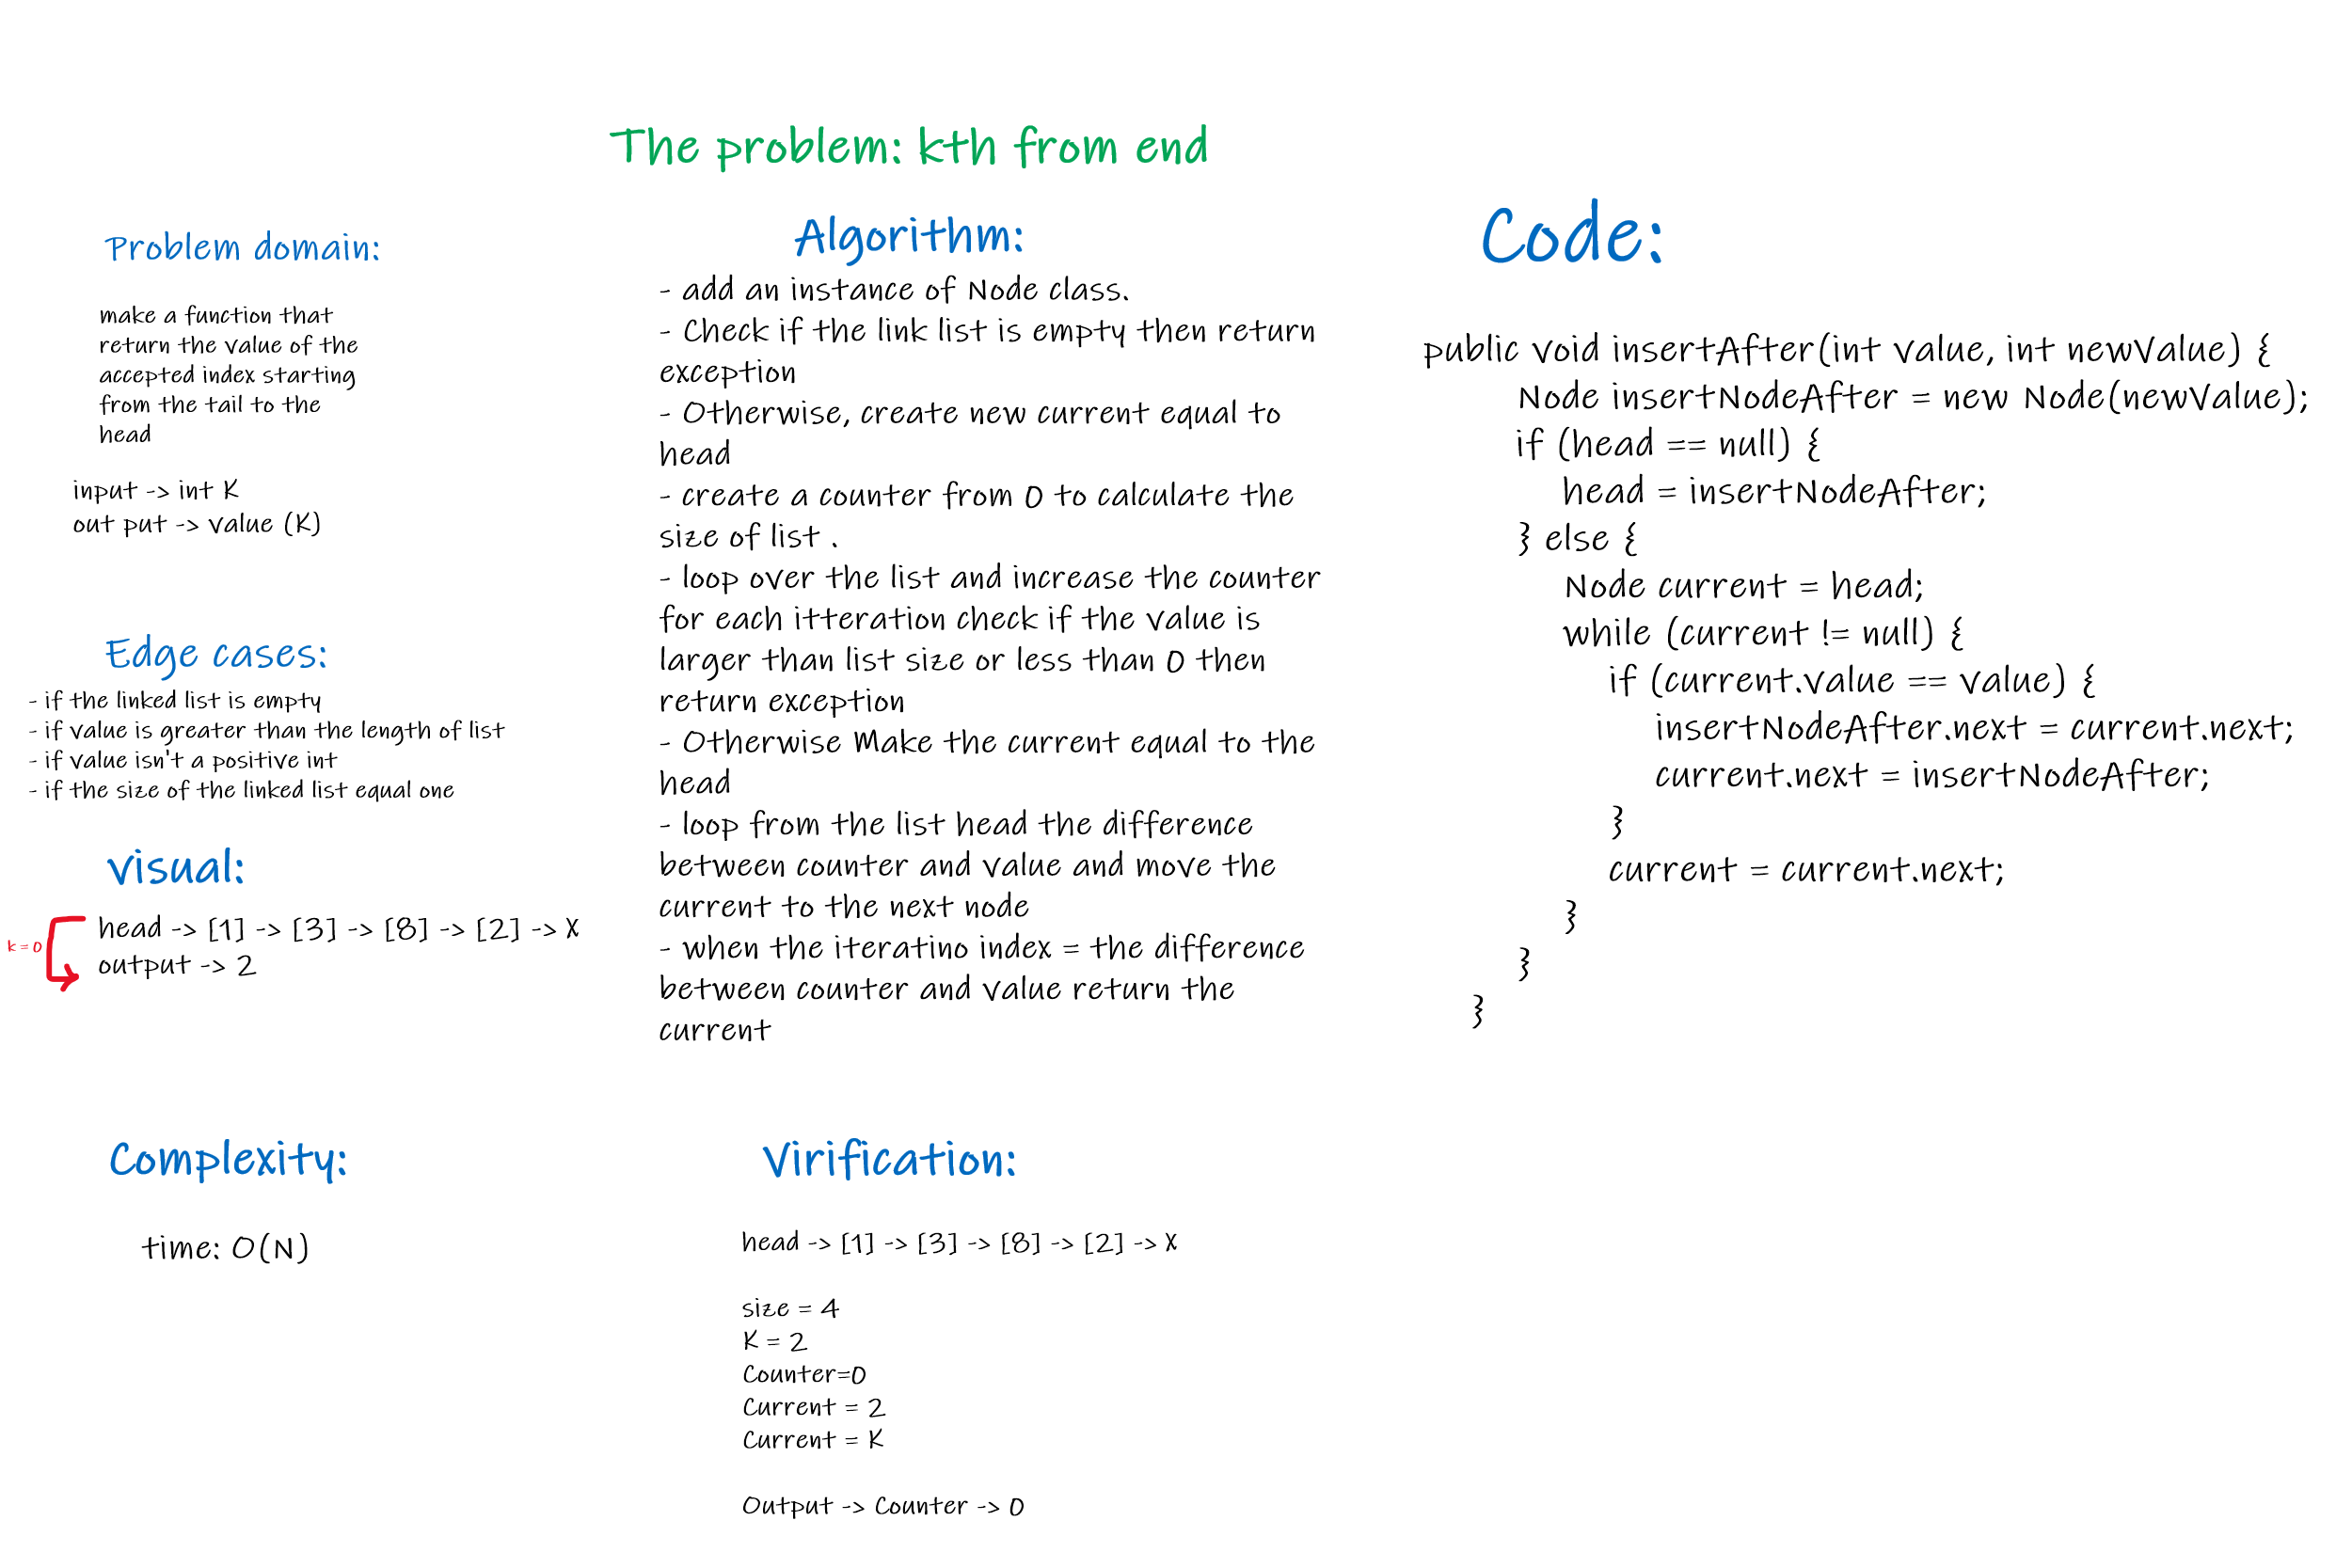 The problem: kth from end
Problem domain:
make a function that
return the value of the
accepted index starting
from the tail to the
head
input -> int K
out put -> value (K)
Edge cases:
- if the linked list is empty
- if value is greater than the length of list
- if value isn't a positive int
- if the size of the linked list equal one
visual:
k = 0
head -> [1] -> [3] -> [8] -> [2] -> X
output -> 2
Complexity:
time: O(N)
Algorithm:
- add an instance of Node class.
- Check if the link list is empty then return
exception
- Otherwise, create new current equal to
head
- create a counter from 0 to calculate the
size of list .
- loop over the list and increase the counter
for each itteration check if the value is
larger than list size or less than 0 then
return exception
- Otherwise Make the current equal to the
head
- loop from the list head the difference
between counter and value and move the
current to the next node
- when the iteratino index = the difference
between counter and value return the
current
Virification:
head -> [1] -> [3] -> [8] -> [2] -> X
size = 4
K = 2
Counter=0
Current = 2
Current = K
Output -> Counter -> 0
Code:
public void insertAfter(int value, int newValue) {
Node insertNodeAfter = new Node(newValue);
if (head == null) {
head = insertNodeAfter;
} else {
Node current = head;
while (current != null) {
if (current.value == value) {
insertNodeAfter.next = current.next;
current.next = insertNodeAfter;
}
current = current.next;
}
}
}